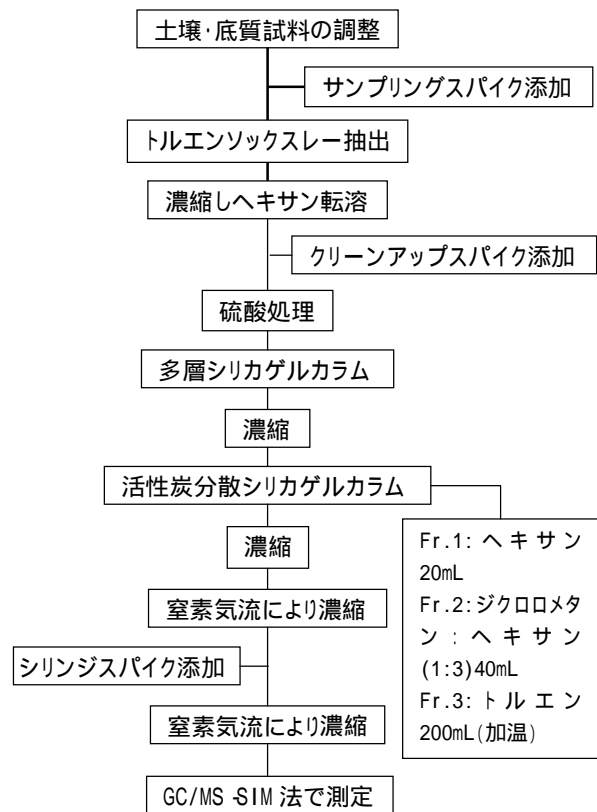 土壌・底質試料の調整
サンプリングスパイク添加
トルエンソックスレー抽出
濃縮しヘキサン転溶
クリーンアップスパイク添加
硫酸処理
多層シリカゲルカラム
濃縮
活性炭分散シリカゲルカラム
濃縮
Fr.1: ヘキサン
20mL
Fr.2:ジクロロメタ
ン : ヘキサン
(1:3)40mL
Fr.3: トルエン
200mL(加温)
窒素気流により濃縮
シリンジスパイク添加
窒素気流により濃縮
GC/MS-SIM 法で測定